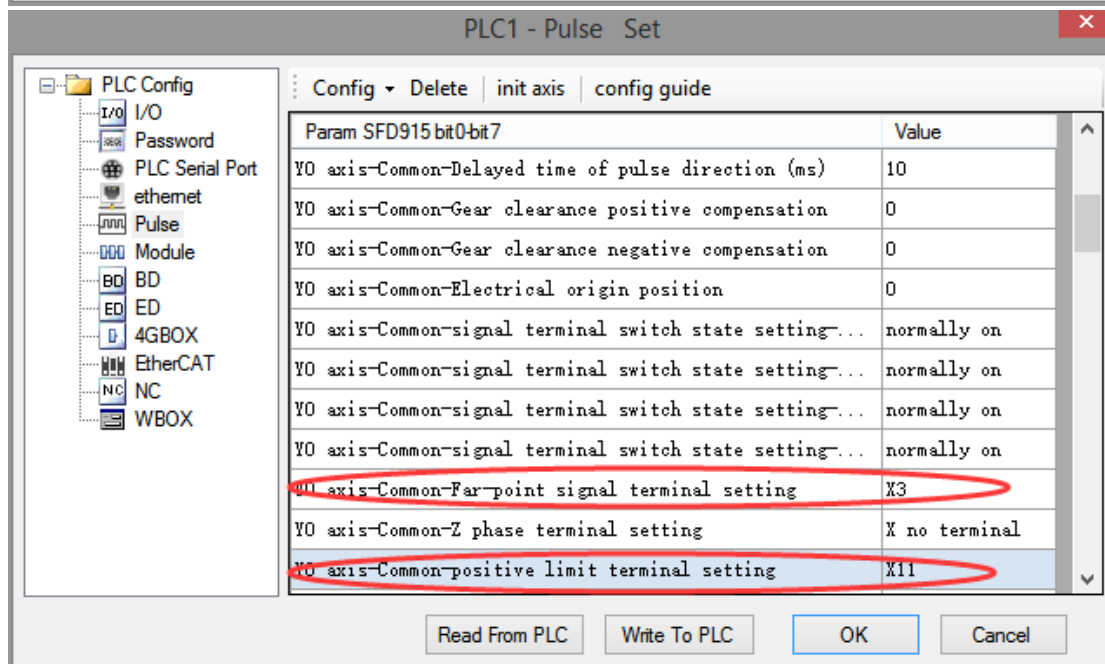 PLC1 - Pulse Set
PLC Config
I/O I/O
Password
PLC Serial Port
ethernet
Pulse
Module
BD BD
ED ED
4GBOX
EtherCAT
NC NC
WBOX
Config Delete init axis config guide
Param SFD915 bit0-bit7 Value
Y0 axis-Common-Delayed time of pulse direction (ms) 10
Y0 axis-Common-Gear clearance positive compensation 0
Y0 axis-Common-Gear clearance negative compensation 0
Y0 axis-Common-Electrical origin position 0
Y0 axis-Common-signal terminal switch state setting-... normally on
Y0 axis-Common-signal terminal switch state setting-... normally on
Y0 axis-Common-signal terminal switch state setting-... normally on
Y0 axis-Common-signal terminal switch state setting-... normally on
Y0 axis-Common-Far-point signal terminal setting X3
Y0 axis-Common-Z phase terminal setting X no terminal
Y0 axis-Common-positive limit terminal setting X11
Read From PLC Write To PLC OK Cancel